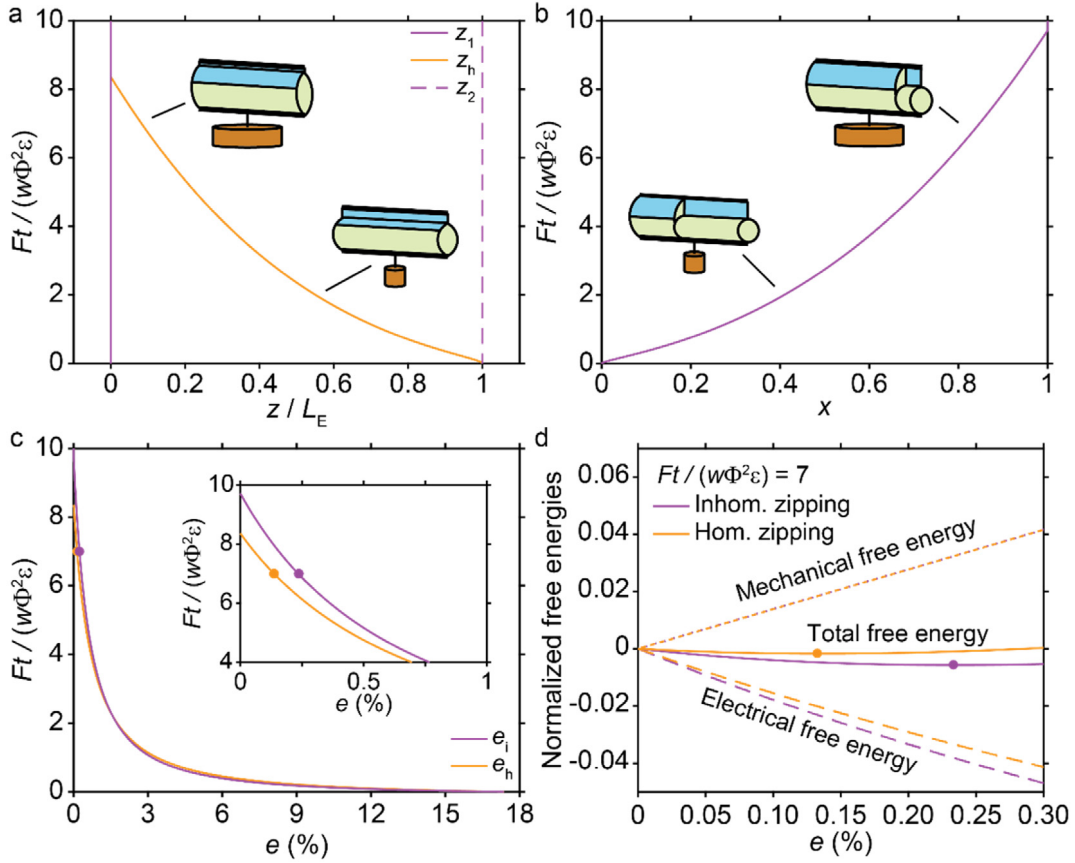 a
Ft / (wΦ²ε)
10
8
6
4
2
0
0
0.2
0.4
0.6
0.8
1
z / L_E
z₁
z_h
z₂
b
Ft / (wΦ²ε)
10
8
6
4
2
0
0
0.2
0.4
0.6
0.8
1
x
c
Ft / (wΦ²ε)
10
8
6
4
2
0
0
3
6
9
12
15
18
e (%)
Ft / (wΦ²ε)
10
8
6
4
0
0.5
1
e (%)
e_i
e_h
d
Normalized free energies
0.06
0.04
0.02
0
-0.02
-0.04
0
0.05
0.10
0.15
0.20
0.25
0.30
e (%)
Ft / (wΦ²ε) = 7
Inhom. zipping
Hom. zipping
Mechanical free energy
Total free energy
Electrical free energy